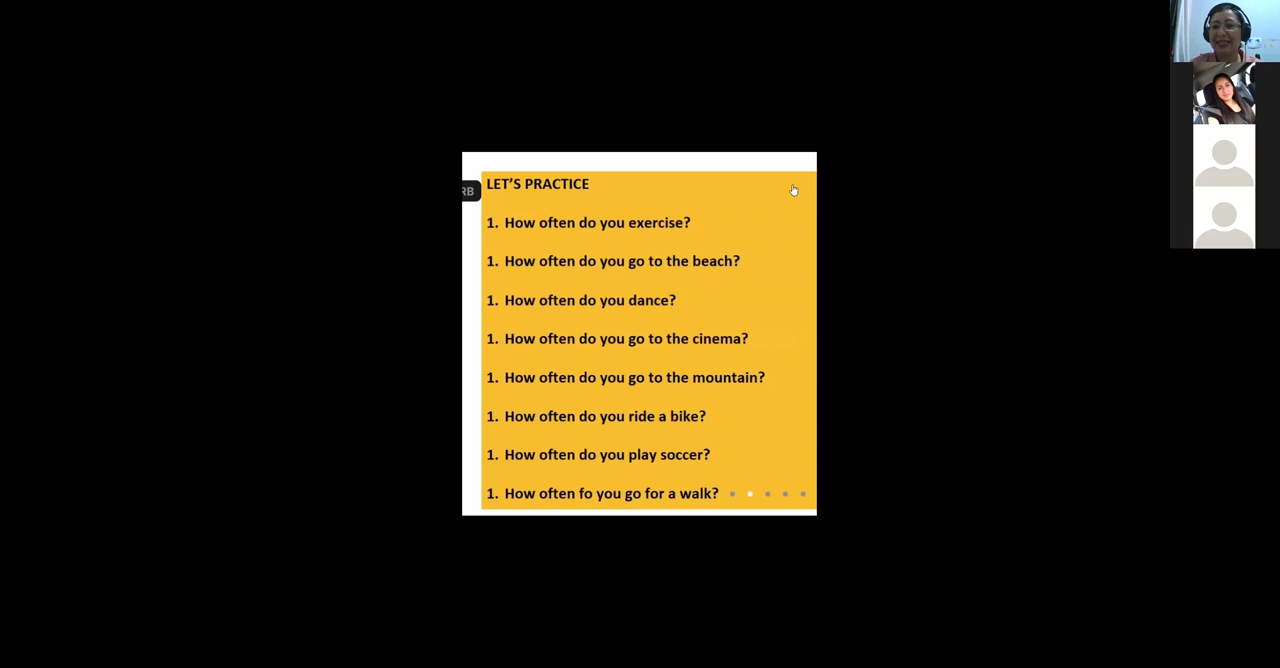 LET'S PRACTICE
RB
1. How often do you exercise?
1. How often do you go to the beach?
1. How often do you dance?
1. How often do you go to the cinema?
1. How often do you go to the mountain?
1. How often do you ride a bike?
1. How often do you play soccer?
1. How often fo you go for a walk?